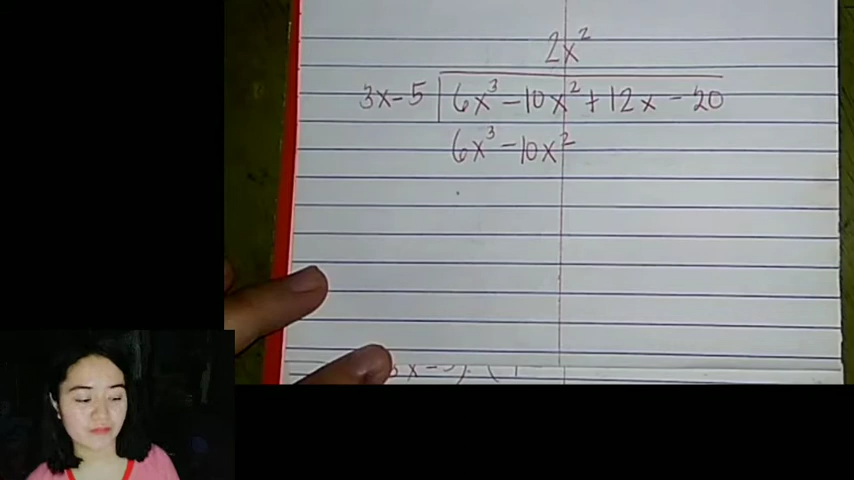 2x²
3x-5 6x³ -10x² + 12x - 20
6x³ -10x²